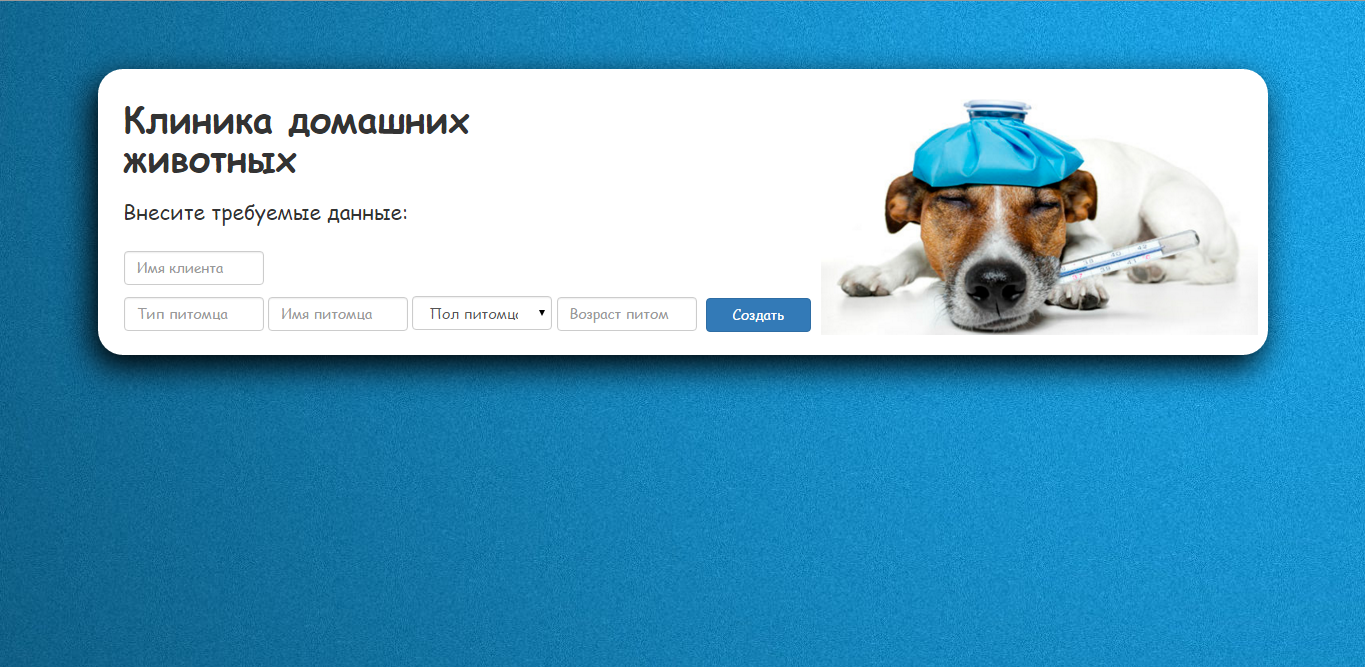 Клиника домашних
животных
Внесите требуемые данные:
Имя клиента
Тип питомца Имя питомца Пол питомц Возраст питом Создать